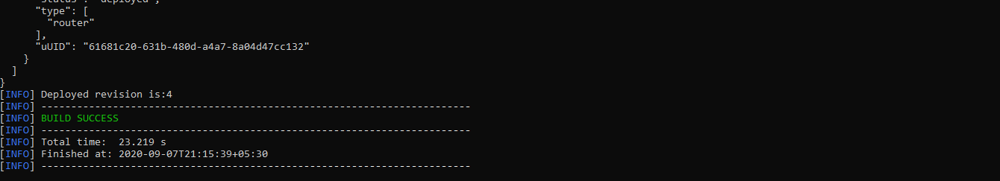 "status": "deployed",
"type": [
"router"
],
"uUID": "61681c20-631b-480d-a4a7-8a04d47cc132"
}
]
}
[INFO] Deployed revision is:4
[INFO] ------------------------------------------------------------------------
[INFO] BUILD SUCCESS
[INFO] ------------------------------------------------------------------------
[INFO] Total time:  23.219 s
[INFO] Finished at: 2020-09-07T21:15:39+05:30
[INFO] ------------------------------------------------------------------------